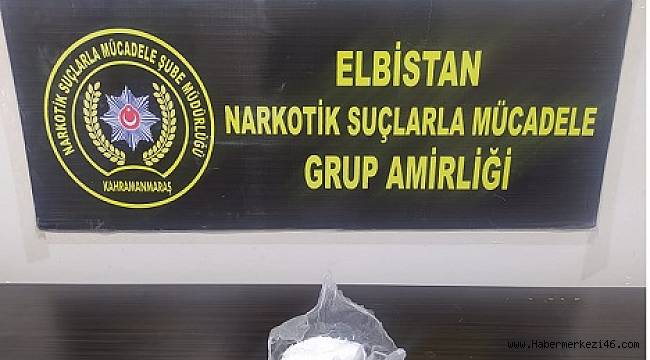 NARKOTİK SUÇLARLA MÜCADELE ŞUBE MÜDÜRLÜĞÜ
KAHRAMANMARAŞ
ELBİSTAN
NARKOTİK SUÇLARLA MÜCADELE
GRUP AMİRLİĞİ
www.Habermerkezi46.com